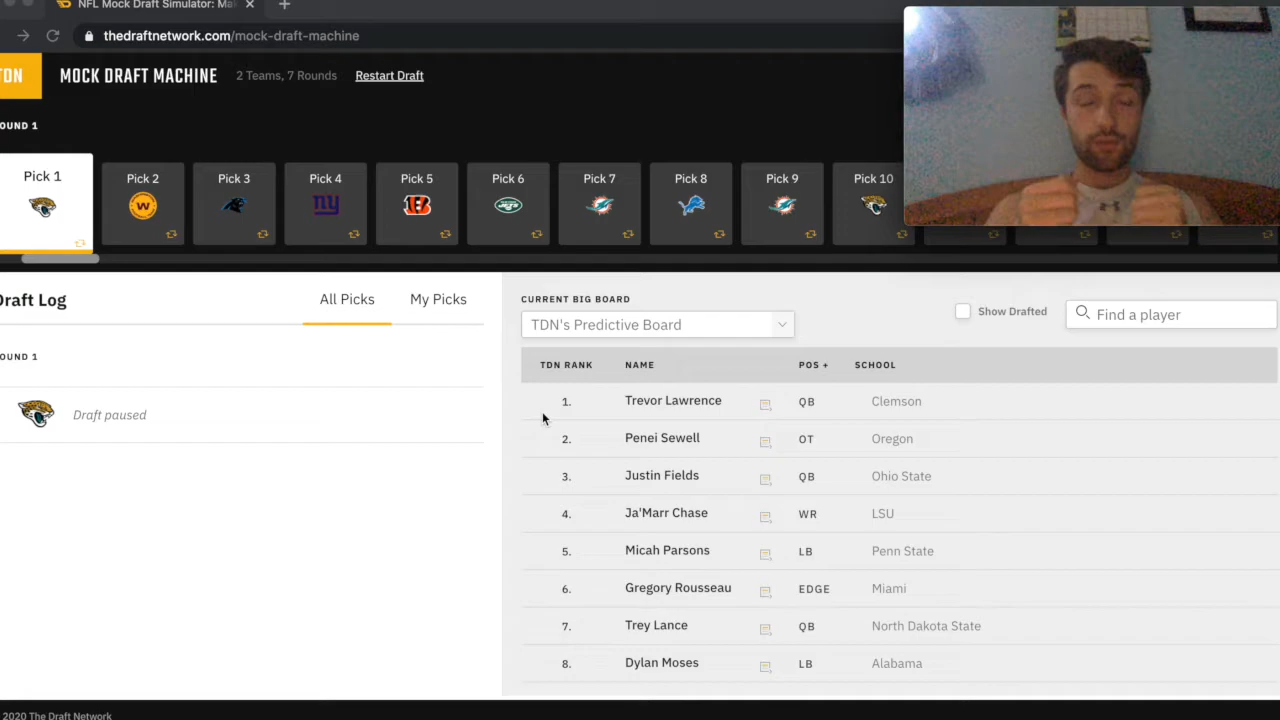 NFL Mock Draft Simulator: Mak
thedraftnetwork.com/mock-draft-machine
TDN
MOCK DRAFT MACHINE
2 Teams, 7 Rounds
Restart Draft
OUND 1
Pick 1
Pick 2
Pick 3
Pick 4
Pick 5
Pick 6
Pick 7
Pick 8
Pick 9
Pick 10
W
ny
JETS
Draft Log
All Picks
My Picks
OUND 1
Draft paused
CURRENT BIG BOARD
TDN's Predictive Board
Show Drafted
Find a player
TDN RANK NAME POS + SCHOOL
1. Trevor Lawrence QB Clemson
2. Penei Sewell OT Oregon
3. Justin Fields QB Ohio State
4. Ja'Marr Chase WR LSU
5. Micah Parsons LB Penn State
6. Gregory Rousseau EDGE Miami
7. Trey Lance QB North Dakota State
8. Dylan Moses LB Alabama
2020 The Draft Network